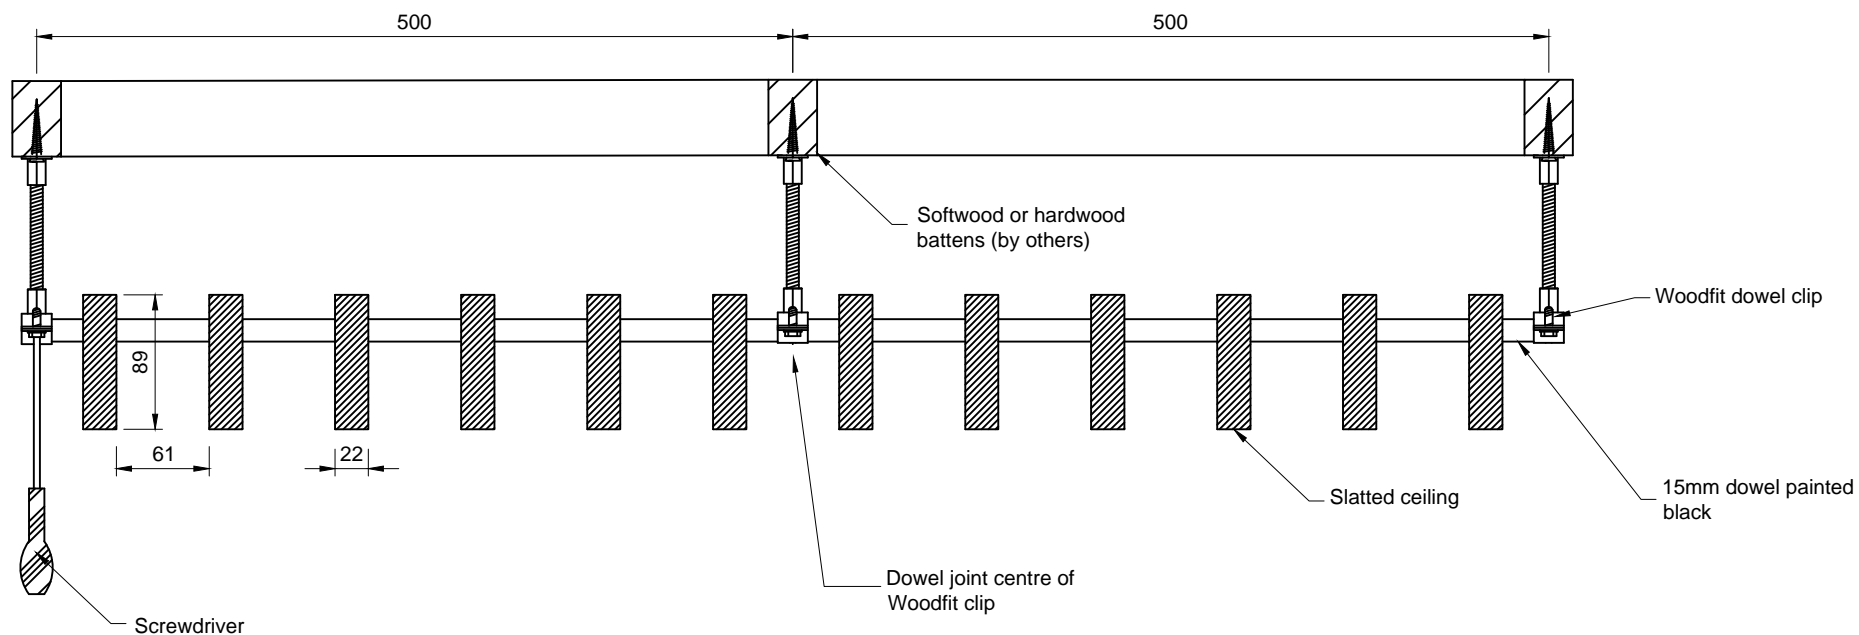 500
500
Softwood or hardwood
battens (by others)
Woodfit dowel clip
89
61
22
Slatted ceiling
15mm dowel painted
black
Dowel joint centre of
Woodfit clip
Screwdriver